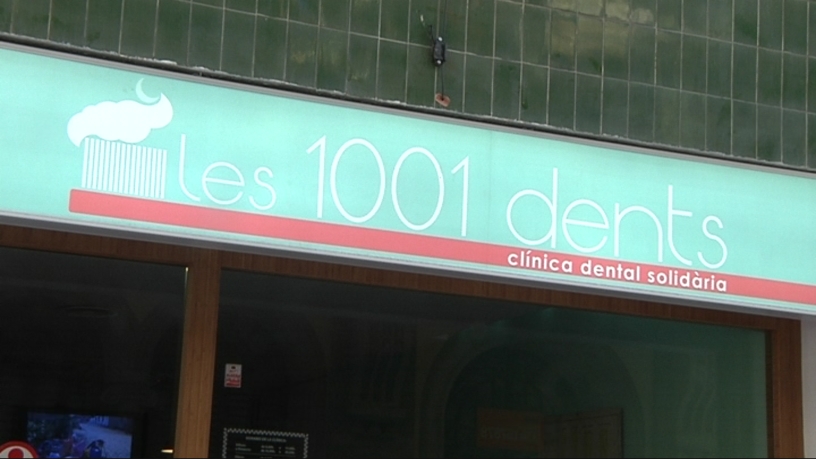 les 1001 dents
clínica dental solidària